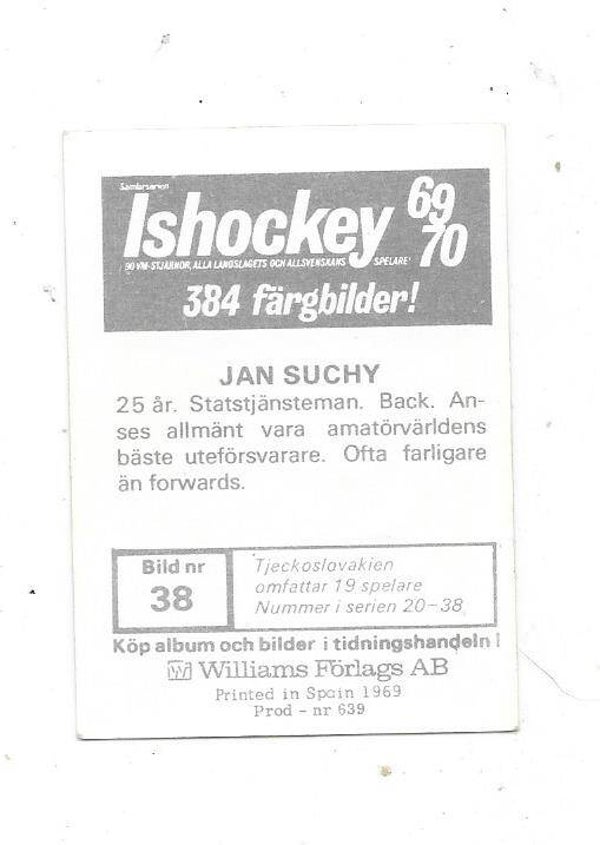 Samlarserien
Ishockey 69
70
90 VM-STJÄRNOR, ALLA LANDSLAGETS OCH ALLSVENSKANS SPELARE!
384 färgbilder!
JAN SUCHY
25 år. Statstjänsteman. Back. An-
ses allmänt vara amatörvärldens
bäste uteförsvarare. Ofta farligare
än forwards.
Bild nr
38
Tjeckoslovakien
omfattar 19 spelare
Nummer i serien 20–38
Köp album och bilder i tidningshandeln!
W Williams Förlags AB
Printed in Spain 1969
Prod - nr 639